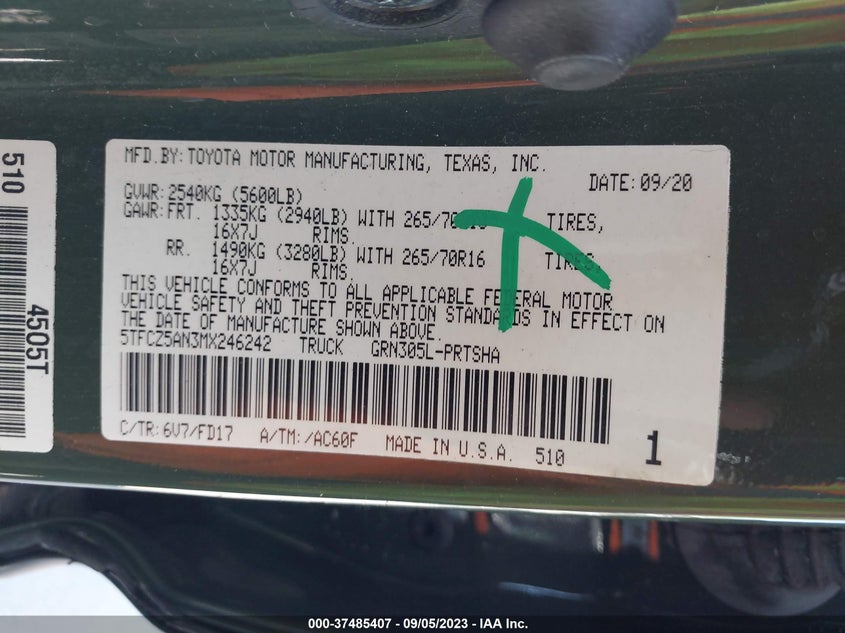 MFD.BY:TOYOTA MOTOR MANUFACTURING, TEXAS, INC.
DATE:09/20
GVWR:2540KG (5600LB)
GAWR:FRT. 1335KG (2940LB) WITH 265/70R16 TIRES,
16X7J RIMS.
RR. 1490KG (3280LB) WITH 265/70R16 TIRES,
16X7J RIMS.
THIS VEHICLE CONFORMS TO ALL APPLICABLE FEDERAL MOTOR
VEHICLE SAFETY AND THEFT PREVENTION STANDARDS IN EFFECT ON
THE DATE OF MANUFACTURE SHOWN ABOVE.
5TFCZ5AN3MX246242 TRUCK GRN305L-PRTSHA
C/TR:6V7/FD17 A/TM:/AC60F MADE IN U.S.A. 510
1
510
4505T
000-37485407 - 09/05/2023 - IAA Inc.